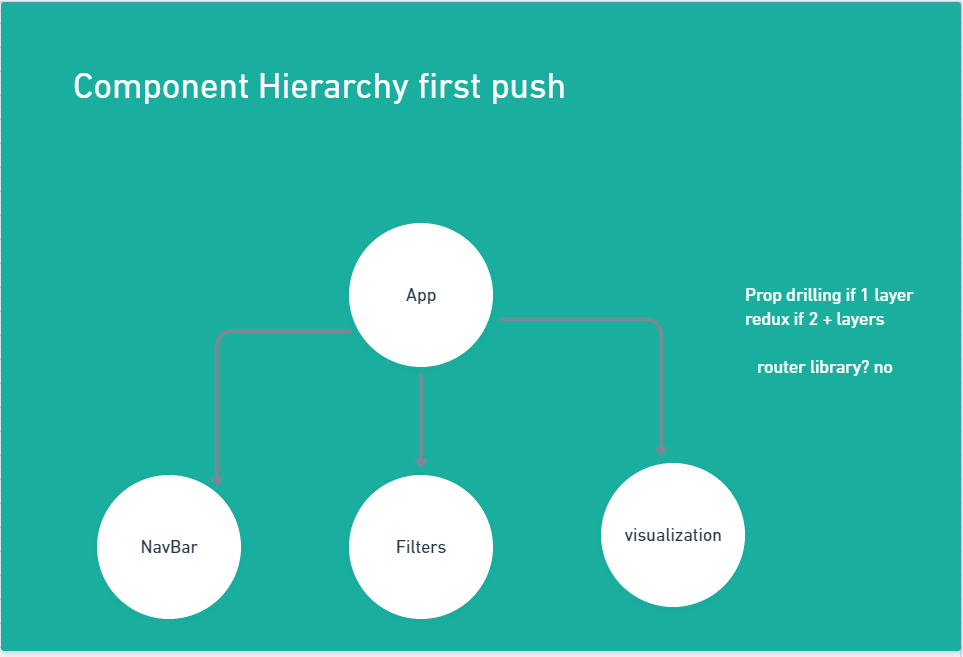 Component Hierarchy first push
App
Prop drilling if 1 layer
redux if 2 + layers
router library? no
NavBar
Filters
visualization